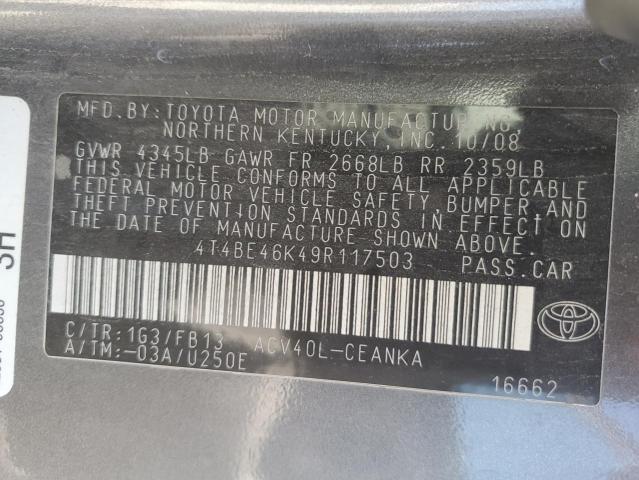 MFD.BY: TOYOTA MOTOR MANUFACTURING,
NORTHERN KENTUCKY, INC. 10/08
GVWR 4345LB GAWR FR 2668LB RR 2359LB
THIS VEHICLE CONFORMS TO ALL APPLICABLE
FEDERAL MOTOR VEHICLE SAFETY, BUMPER, AND
THEFT PREVENTION STANDARDS IN EFFECT ON
THE DATE OF MANUFACTURE SHOWN ABOVE.
4T4BE46K49R117503 PASS.CAR
C/TR:1G3/FB13 ACV40L-CEANKA
A/TM:-03A/U250E
16662
SH